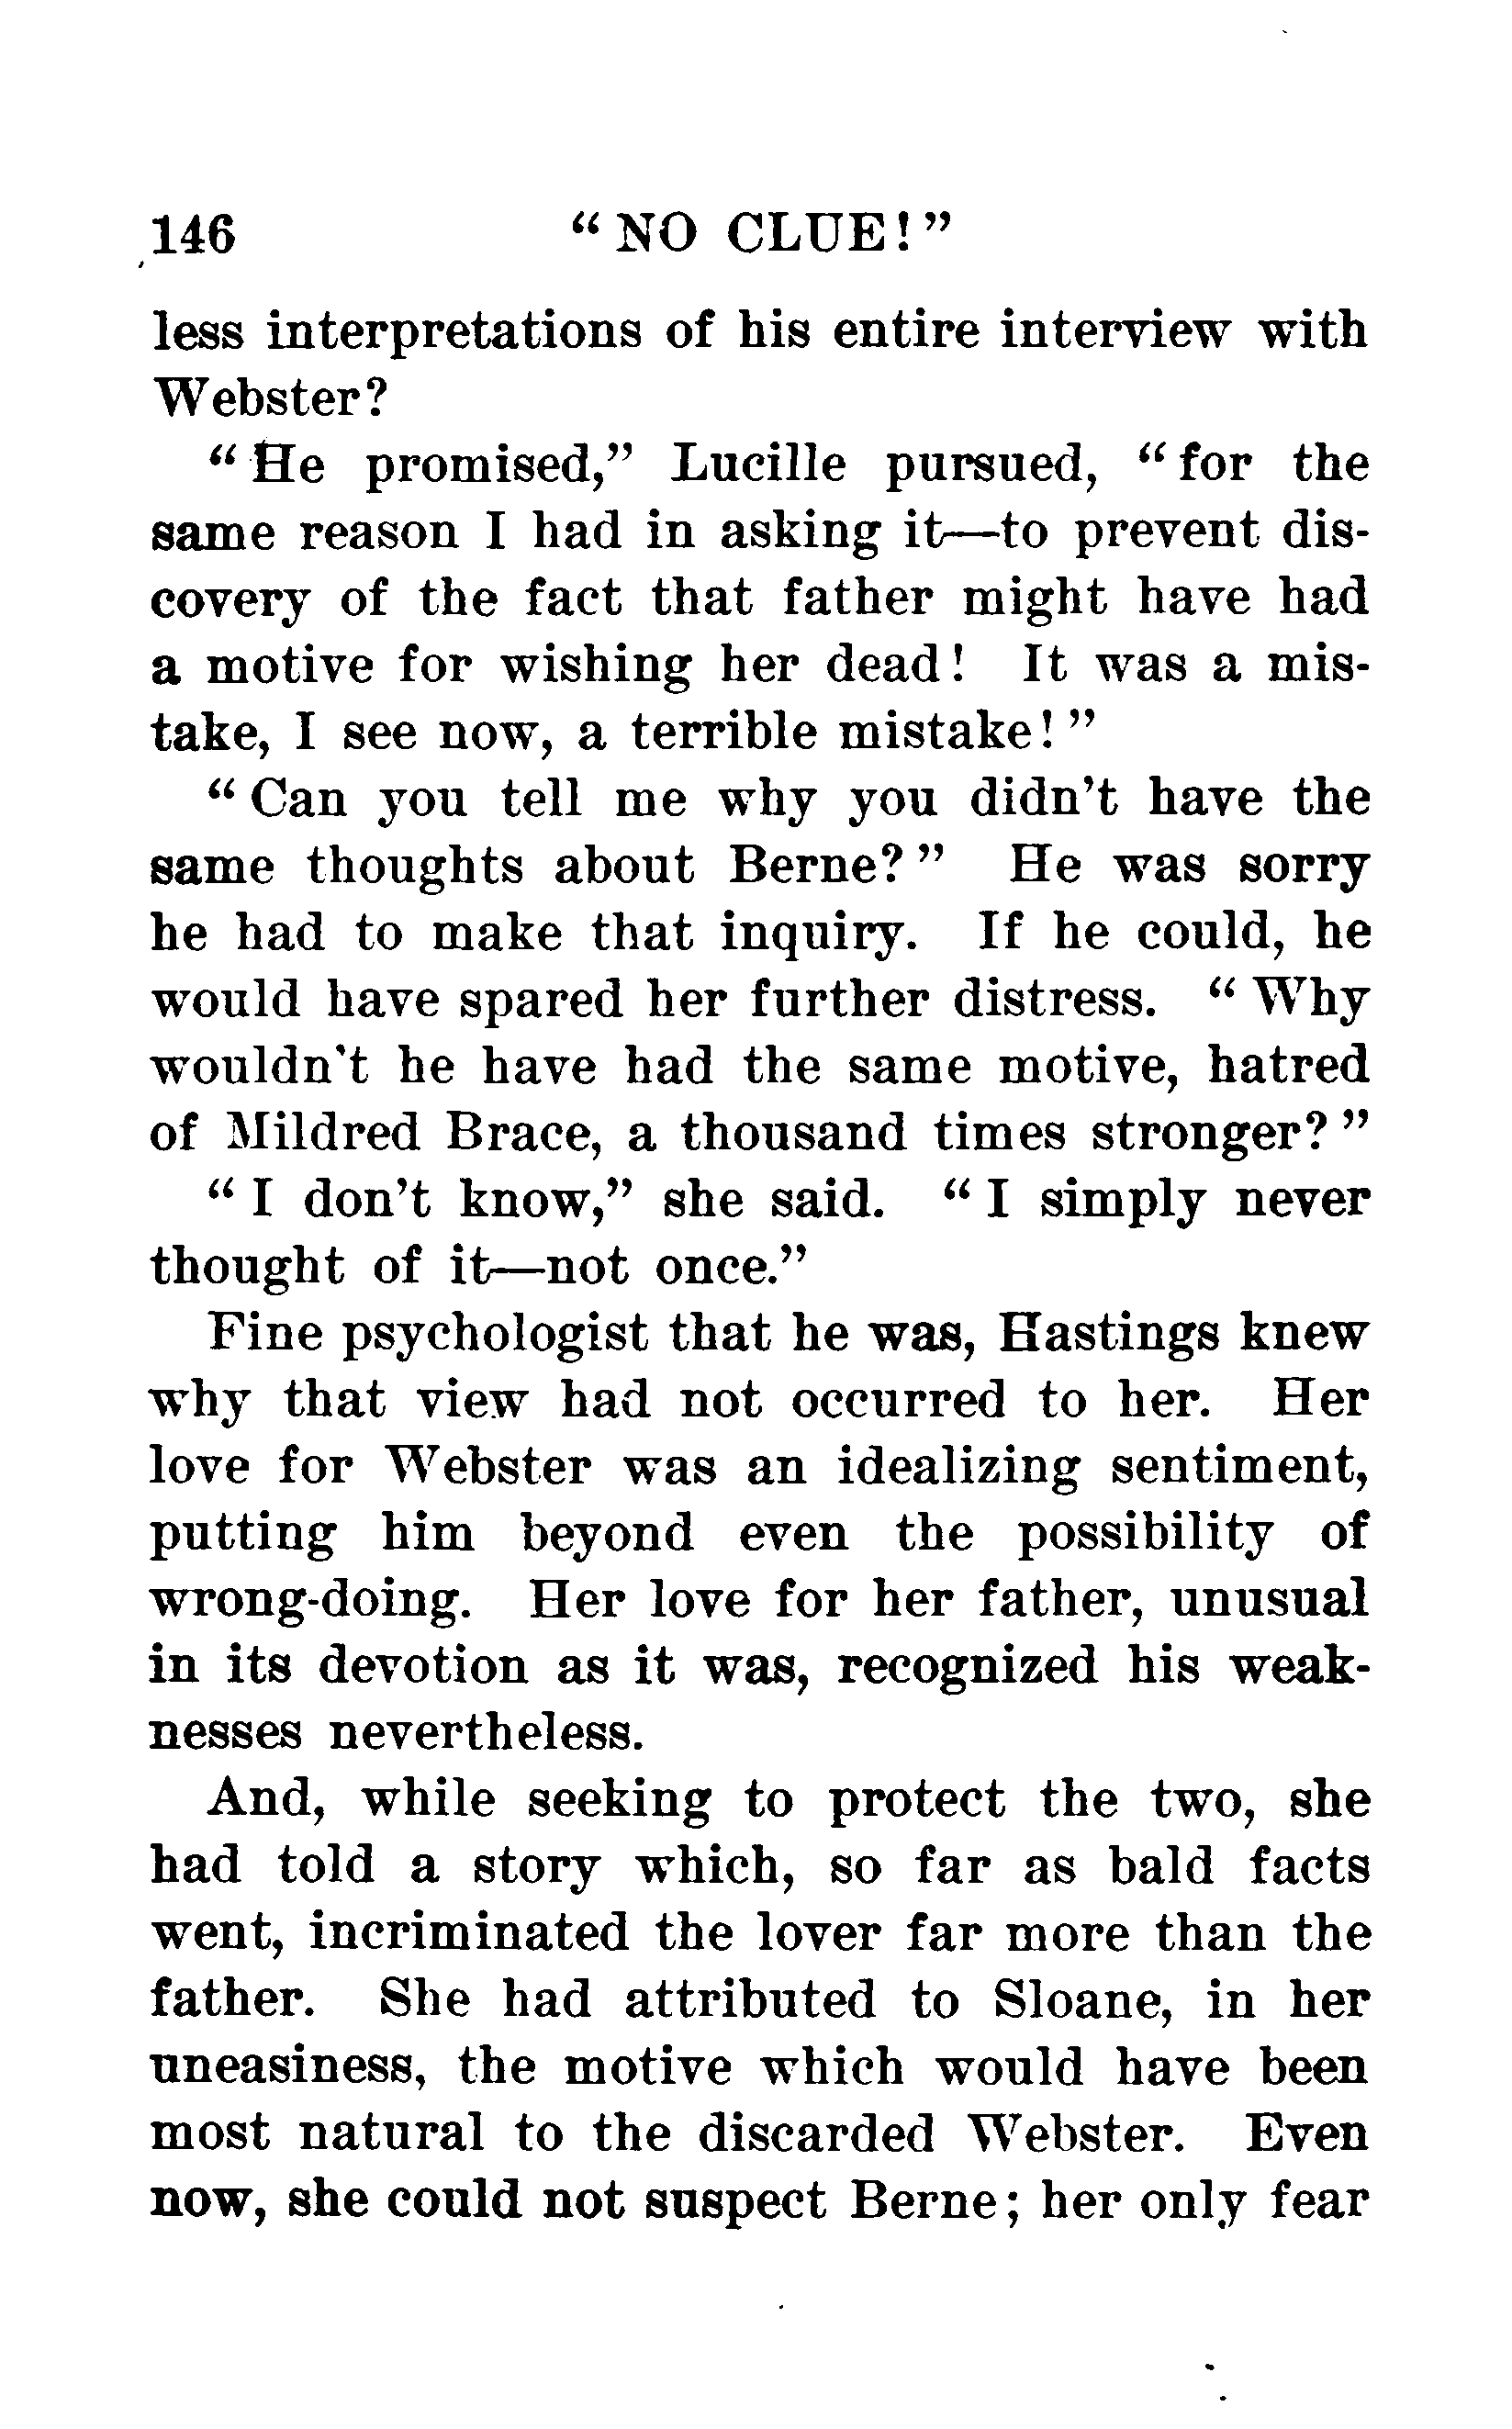 146 “NO CLUE!”
less interpretations of his entire interview with
Webster?
“He promised,” Lucille pursued, “for the
same reason I had in asking it—to prevent dis-
covery of the fact that father might have had
a motive for wishing her dead! It was a mis-
take, I see now, a terrible mistake!”
“Can you tell me why you didn't have the
same thoughts about Berne?” He was sorry
he had to make that inquiry. If he could, he
would have spared her further distress. “Why
wouldn't he have had the same motive, hatred
of Mildred Brace, a thousand times stronger?”
“I don't know,” she said. “I simply never
thought of it—not once.”
Fine psychologist that he was, Hastings knew
why that view had not occurred to her. Her
love for Webster was an idealizing sentiment,
putting him beyond even the possibility of
wrong-doing. Her love for her father, unusual
in its devotion as it was, recognized his weak-
nesses nevertheless.
And, while seeking to protect the two, she
had told a story which, so far as bald facts
went, incriminated the lover far more than the
father. She had attributed to Sloane, in her
uneasiness, the motive which would have been
most natural to the discarded Webster. Even
now, she could not suspect Berne; her only fear